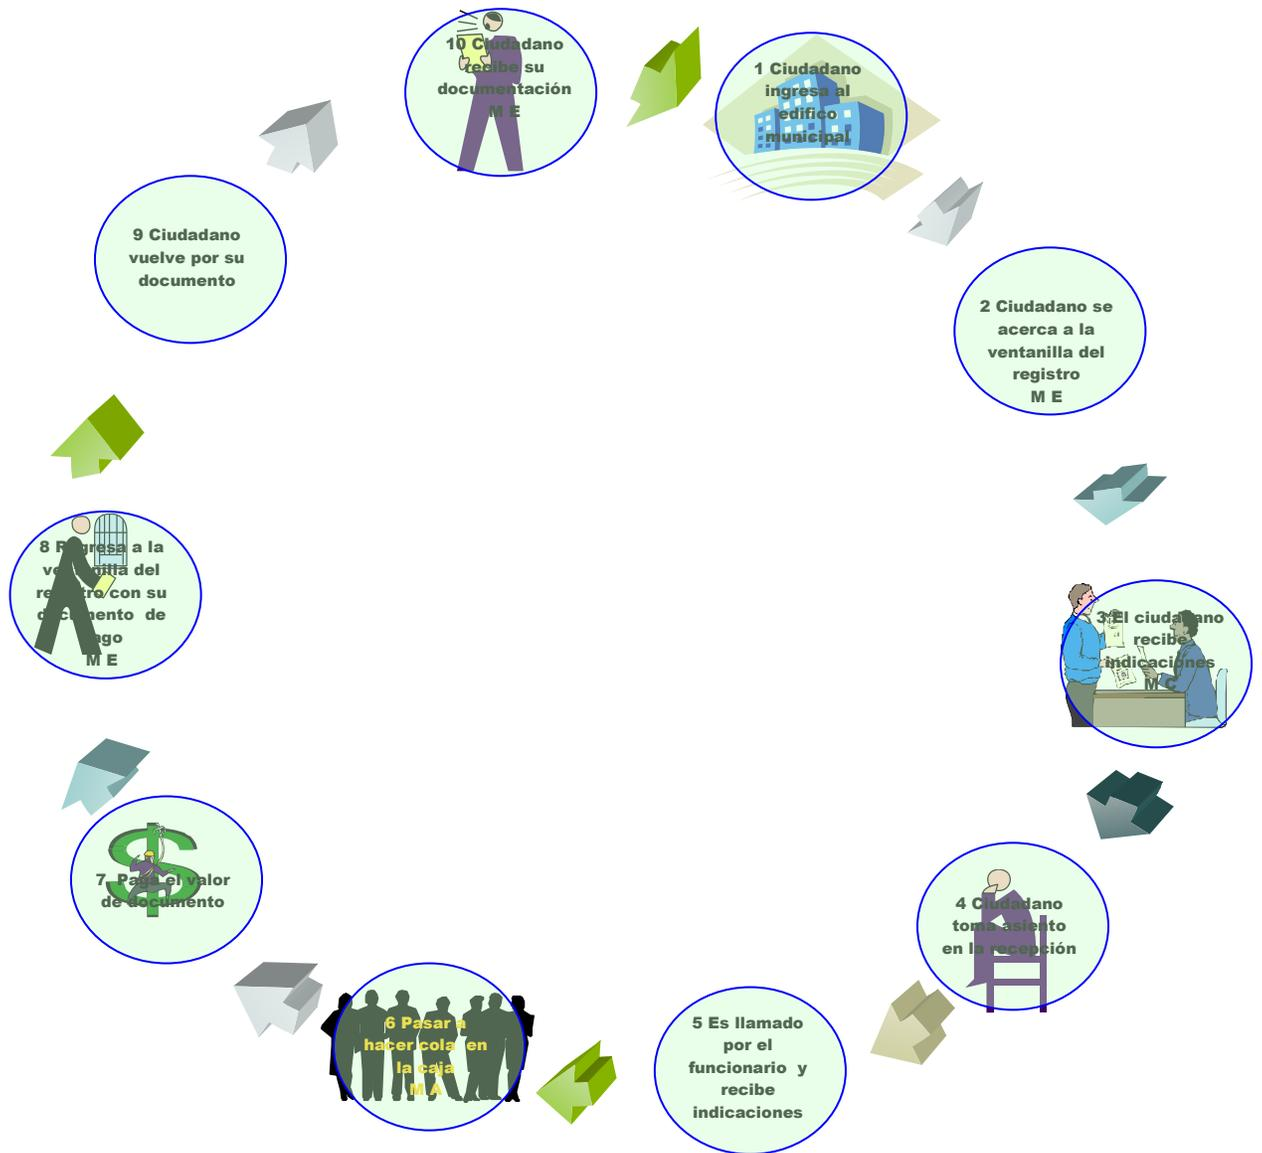 1 Ciudadano
ingresa al
edifico
municipal
2 Ciudadano se
acerca a la
ventanilla del
registro
M E
3 El ciudadano
recibe
indicaciones
M C
4 Ciudadano
toma asiento
en la recepción
5 Es llamado
por el
funcionario y
recibe
indicaciones
6 Pasar a
hacer cola en
la caja
M A
7. Paga el valor
de documento
8 Regresa a la
ventanilla del
registro con su
documento de
pago
M E
9 Ciudadano
vuelve por su
documento
10 Ciudadano
recibe su
documentación
M E